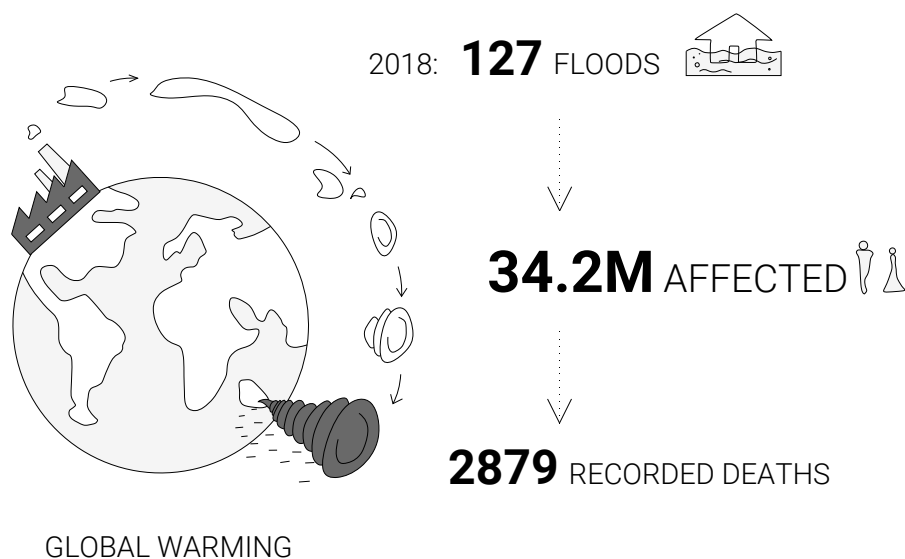 2018: 127 FLOODS
34.2M AFFECTED
2879 RECORDED DEATHS
GLOBAL WARMING